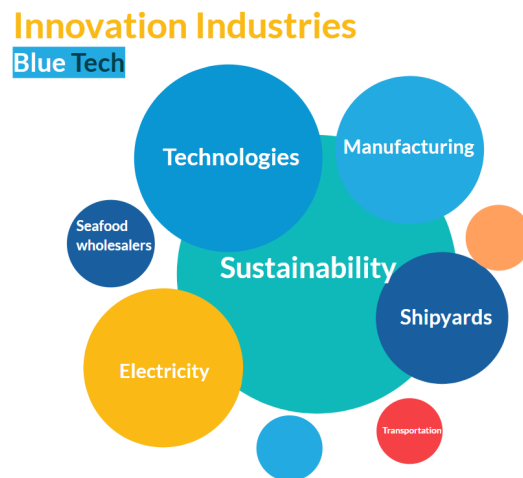 Innovation Industries
Blue Tech
Technologies
Manufacturing
Seafood
wholesalers
Sustainability
Shipyards
Electricity
Transportation